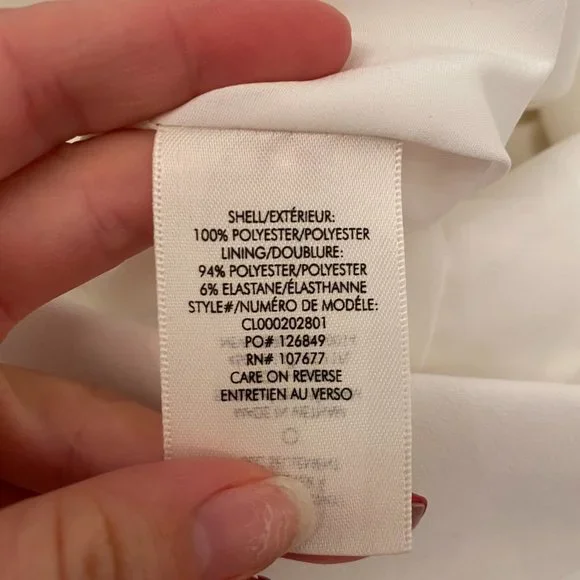 SHELL/EXTÉRIEUR:
100% POLYESTER/POLYESTER
LINING/DOUBLURE:
94% POLYESTER/POLYESTER
6% ELASTANE/ÉLASTHANNE
STYLE#/NUMÉRO DE MODÉLE:
CL000202801
PO# 126849
RN# 107677
CARE ON REVERSE
ENTRETIEN AU VERSO